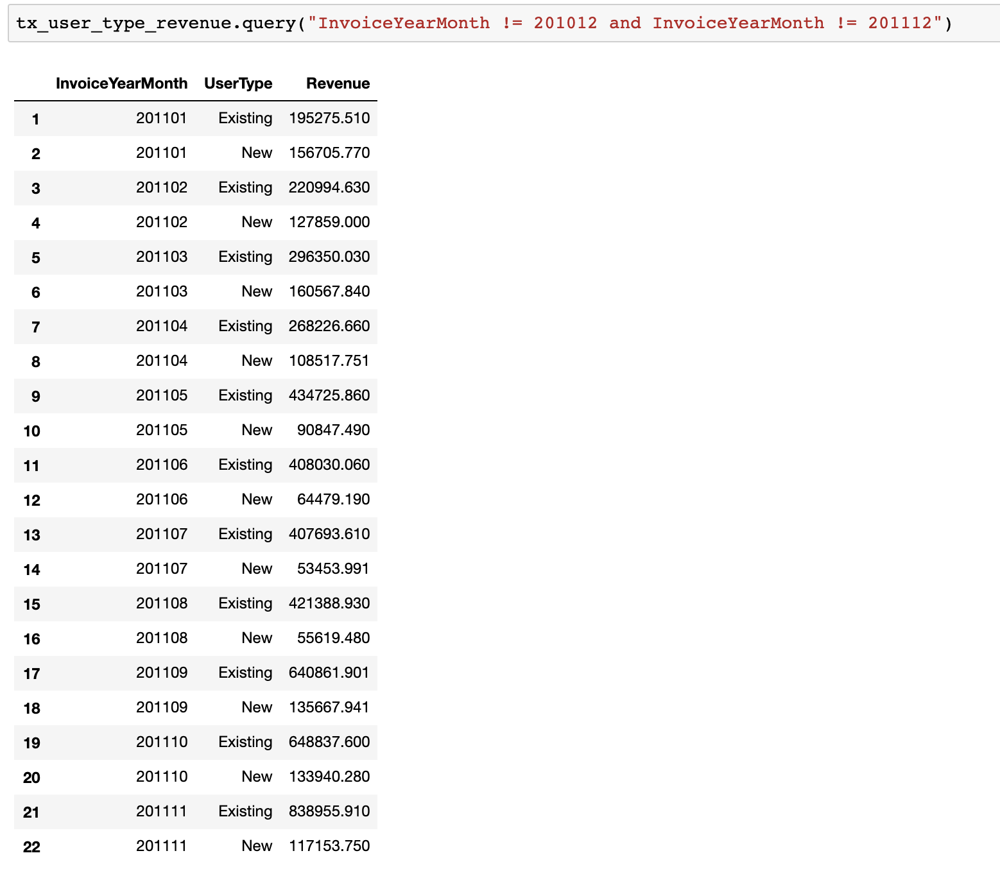 tx_user_type_revenue.query("InvoiceYearMonth != 201012 and InvoiceYearMonth != 201112")
InvoiceYearMonth UserType Revenue
1 201101 Existing 195275.510
2 201101 New 156705.770
3 201102 Existing 220994.630
4 201102 New 127859.000
5 201103 Existing 296350.030
6 201103 New 160567.840
7 201104 Existing 268226.660
8 201104 New 108517.751
9 201105 Existing 434725.860
10 201105 New 90847.490
11 201106 Existing 408030.060
12 201106 New 64479.190
13 201107 Existing 407693.610
14 201107 New 53453.991
15 201108 Existing 421388.930
16 201108 New 55619.480
17 201109 Existing 640861.901
18 201109 New 135667.941
19 201110 Existing 648837.600
20 201110 New 133940.280
21 201111 Existing 838955.910
22 201111 New 117153.750